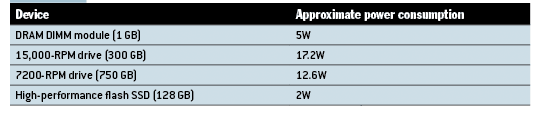 Device Approximate power consumption
DRAM DIMM module (1 GB) 5W
15,000-RPM drive (300 GB) 17.2W
7200-RPM drive (750 GB) 12.6W
High-performance flash SSD (128 GB) 2W